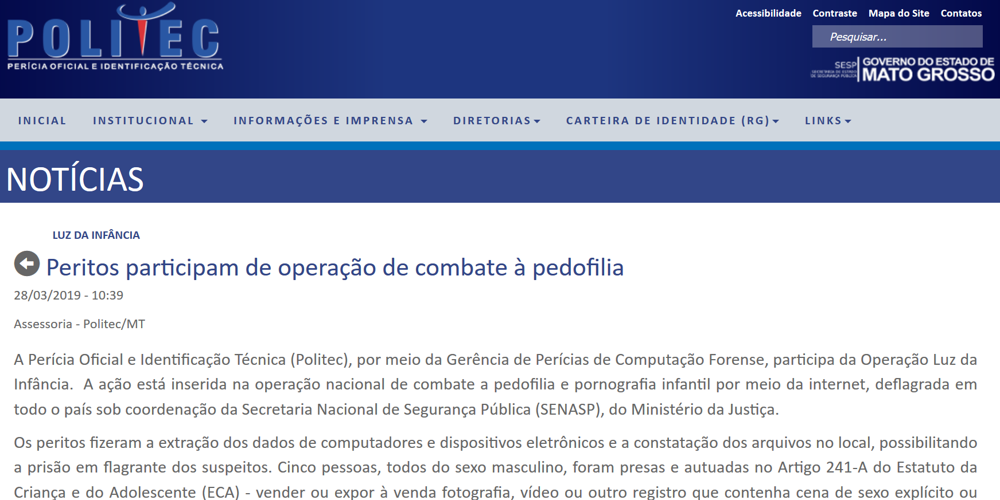 POLITEC
PERÍCIA OFICIAL E IDENTIFICAÇÃO TÉCNICA
Acessibilidade Contraste Mapa do Site Contatos
Pesquisar...
SESP
SECRETARIA DE ESTADO
DE SEGURANÇA PÚBLICA
GOVERNO DO ESTADO DE
MATO GROSSO
INICIAL INSTITUCIONAL INFORMAÇÕES E IMPRENSA DIRETORIAS CARTEIRA DE IDENTIDADE (RG) LINKS
NOTÍCIAS
LUZ DA INFÂNCIA
Peritos participam de operação de combate à pedofilia
28/03/2019 - 10:39
Assessoria - Politec/MT
A Perícia Oficial e Identificação Técnica (Politec), por meio da Gerência de Perícias de Computação Forense, participa da Operação Luz da
Infância.  A ação está inserida na operação nacional de combate a pedofilia e pornografia infantil por meio da internet, deflagrada em
todo o país sob coordenação da Secretaria Nacional de Segurança Pública (SENASP), do Ministério da Justiça.
Os peritos fizeram a extração dos dados de computadores e dispositivos eletrônicos e a constatação dos arquivos no local, possibilitando
a prisão em flagrante dos suspeitos. Cinco pessoas, todos do sexo masculino, foram presas e autuadas no Artigo 241-A do Estatuto da
Criança e do Adolescente (ECA) - vender ou expor à venda fotografia, vídeo ou outro registro que contenha cena de sexo explícito ou